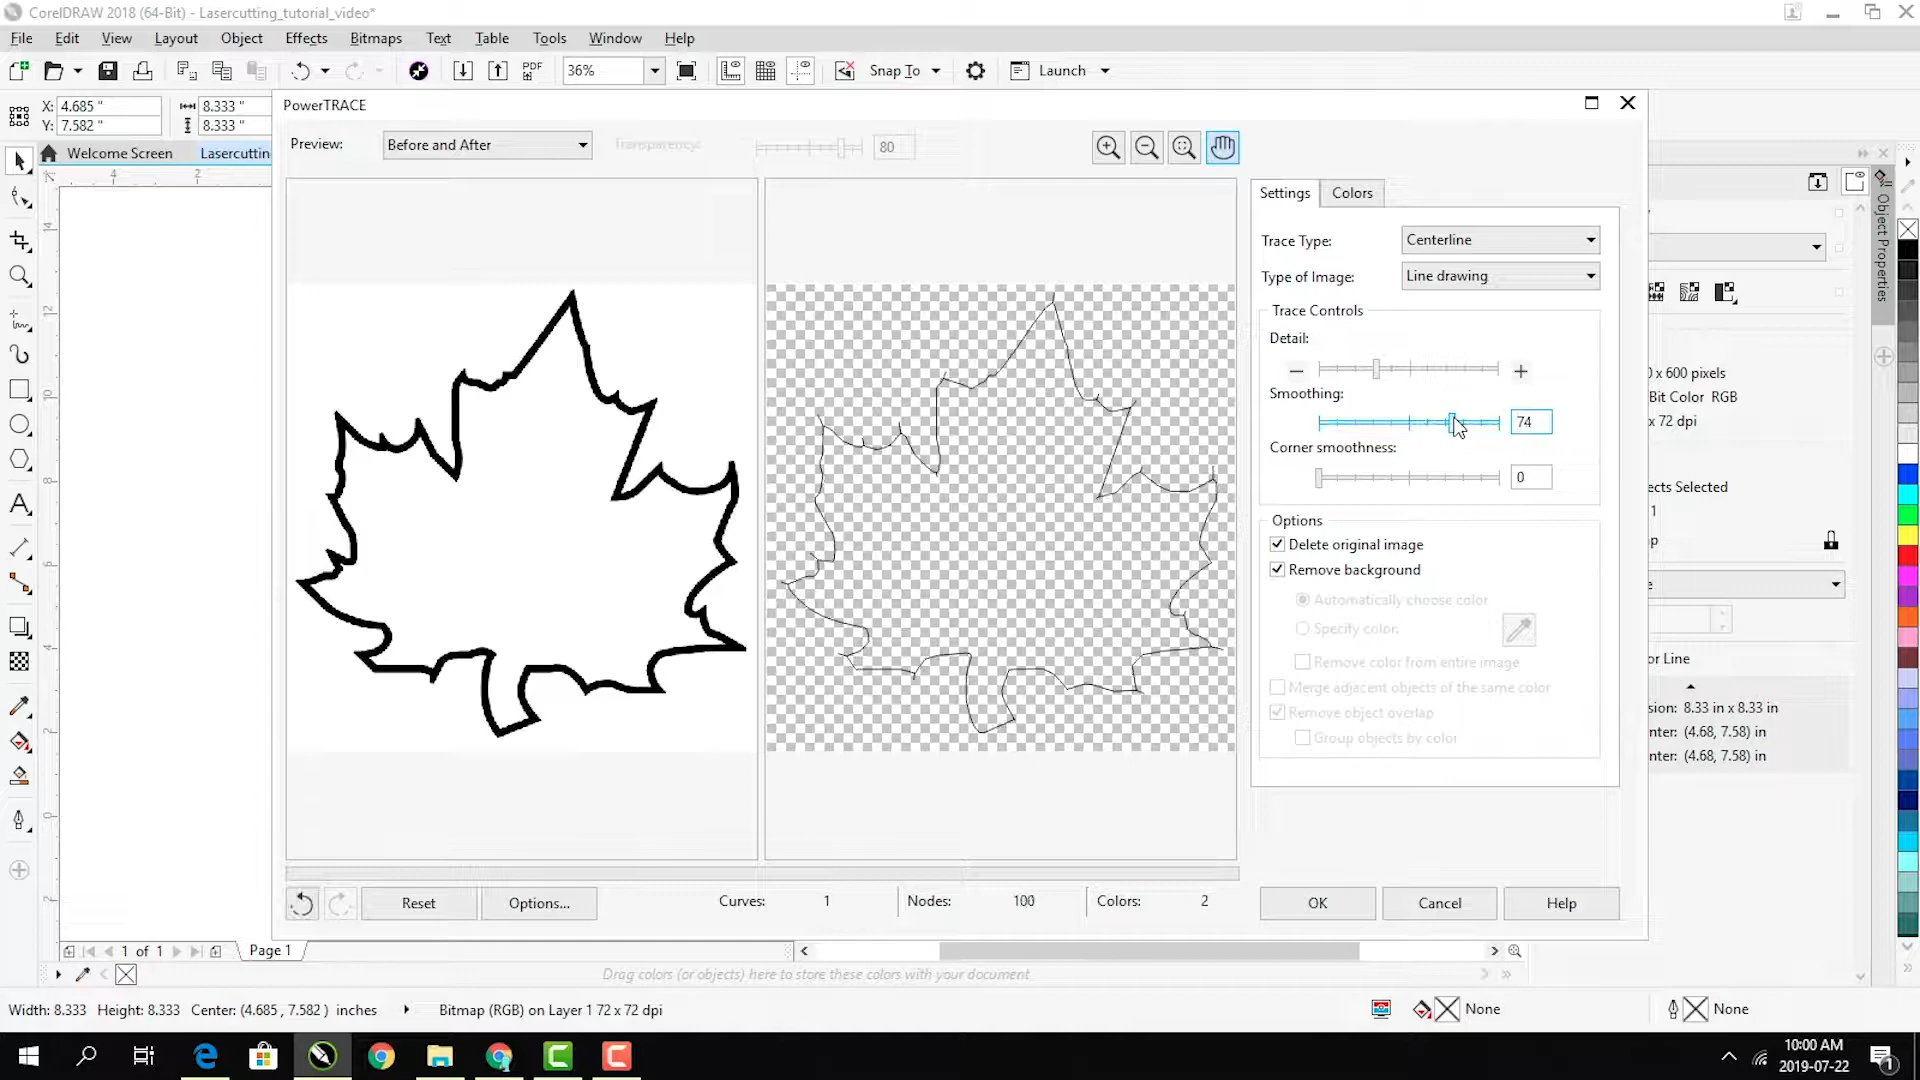 CorelDRAW 2018 (64-Bit) - Lasercutting_tutorial_video*
File Edit View Layout Object Effects Bitmaps Text Table Tools Window Help
PDF 36% Snap To Launch
X: 4.685 " 8.333 "
Y: 7.582 " 8.333 "
PowerTRACE
Preview: Before and After Transparency: 80
Welcome Screen Lasercuttin
4 2
Settings Colors
Trace Type: Centerline
Type of Image: Line drawing
Trace Controls
Detail:
Smoothing:
74
Corner smoothness:
0
Options
Delete original image
Remove background
Automatically choose color
Specify color:
Remove color from entire image
Merge adjacent objects of the same color
Remove object overlap
Group objects by color
Object Properties
0 x 600 pixels
Bit Color RGB
x 72 dpi
ects Selected
1
or Line
sion: 8.33 in x 8.33 in
nter: (4.68, 7.58) in
nter: (4.68, 7.58) in
Reset Options... Curves: 1 Nodes: 100 Colors: 2 OK Cancel Help
1 of 1 Page 1
Drag colors (or objects) here to store these colors with your document
Width: 8.333 Height: 8.333 Center: (4.685 , 7.582 ) inches Bitmap (RGB) on Layer 1 72 x 72 dpi None None
10:00 AM
2019-07-22
1